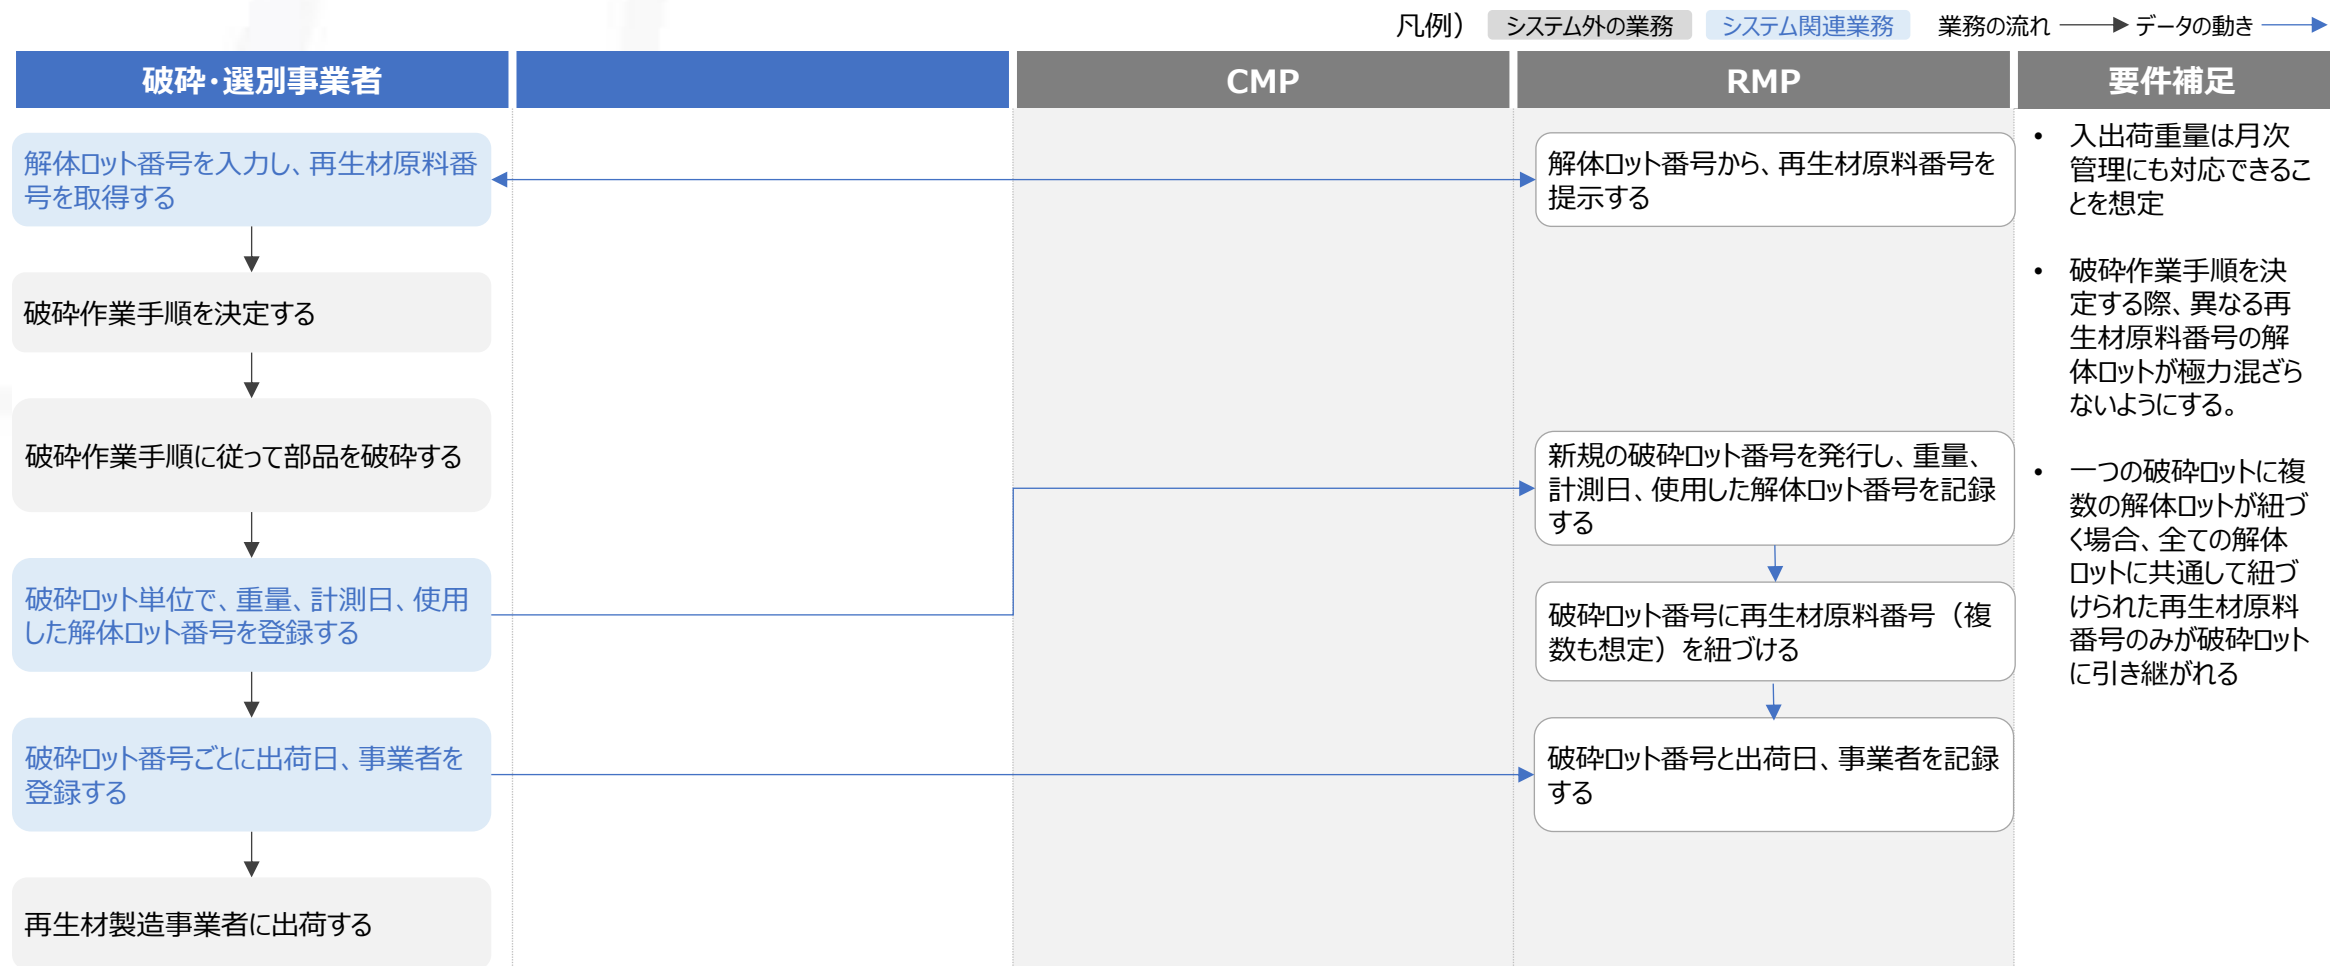 凡例） システム外の業務 システム関連業務 業務の流れ データの動き
破砕・選別事業者 CMP RMP 要件補足
解体ロット番号を入力し、再生材原料番
号を取得する
破砕作業手順を決定する
破砕作業手順に従って部品を破砕する
破砕ロット単位で、重量、計測日、使用
した解体ロット番号を登録する
破砕ロット番号ごとに出荷日、事業者を
登録する
再生材製造事業者に出荷する
解体ロット番号から、再生材原料番号を
提示する
新規の破砕ロット番号を発行し、重量、
計測日、使用した解体ロット番号を記録
する
破砕ロット番号に再生材原料番号（複
数も想定）を紐づける
破砕ロット番号と出荷日、事業者を記録
する
• 入出荷重量は月次
管理にも対応できるこ
とを想定
• 破砕作業手順を決
定する際、異なる再
生材原料番号の解
体ロットが極力混ざら
ないようにする。
• 一つの破砕ロットに複
数の解体ロットが紐づ
く場合、全ての解体
ロットに共通して紐づ
けられた再生材原料
番号のみが破砕ロット
に引き継がれる